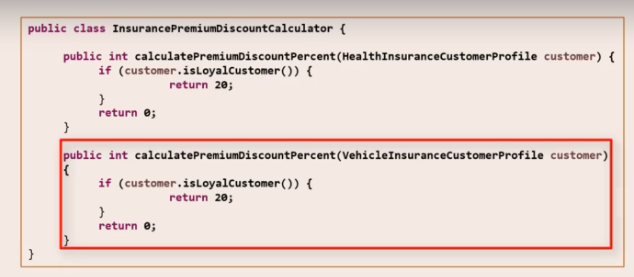 public class InsurancePremiumDiscountCalculator {
public int calculatePremiumDiscountPercent(HealthInsuranceCustomerProfile customer) {
if (customer.isLoyalCustomer()) {
return 20;
}
return 0;
}
public int calculatePremiumDiscountPercent(VehicleInsuranceCustomerProfile customer)
{
if (customer.isLoyalCustomer()) {
return 20;
}
return 0;
}
}